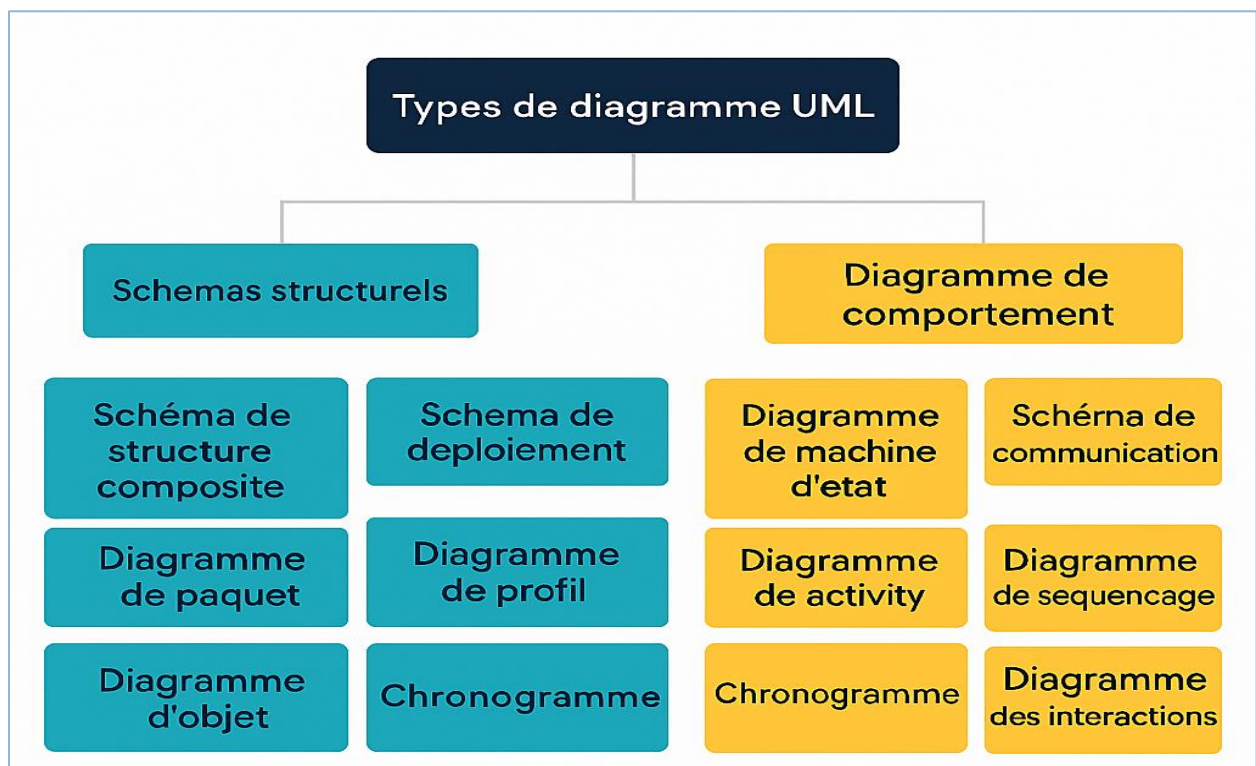 Types de diagramme UML
Schemas structurels
Diagramme de
comportement
Schéma de
structure
composite
Schema de
deploiement
Diagramme
de machine
d'etat
Schérna de
communication
Diagramme
de paquet
Diagramme
de profil
Diagramme
de activity
Diagramme
de sequencage
Diagramme
d'objet
Chronogramme
Chronogramme
Diagramme
des interactions